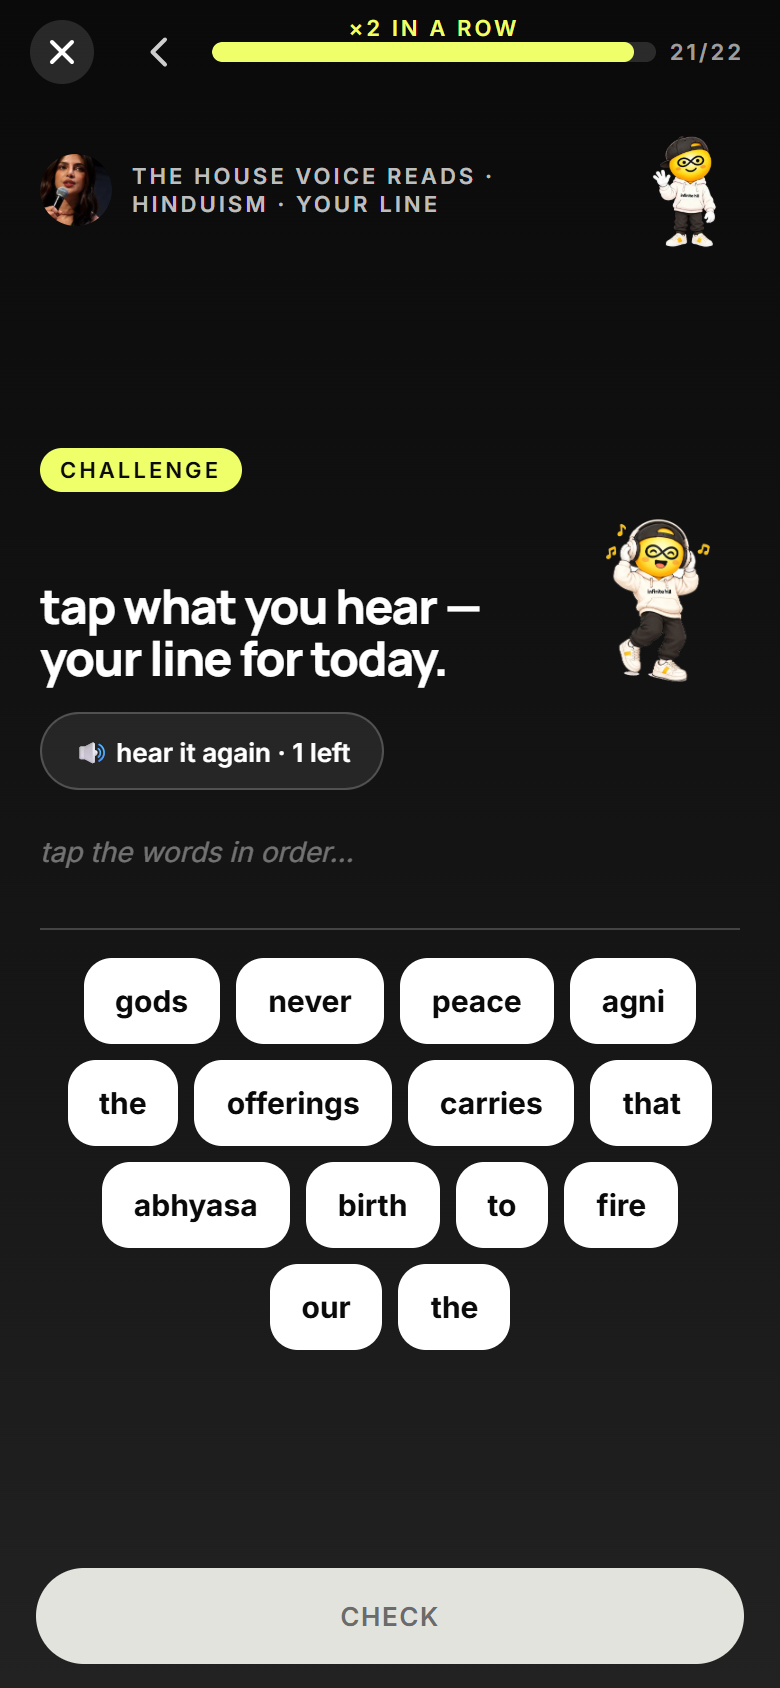 ×2 IN A ROW
21/22
THE HOUSE VOICE READS ·
HINDUISM · YOUR LINE
CHALLENGE
tap what you hear —
your line for today.
hear it again · 1 left
tap the words in order...
gods never peace agni
the offerings carries that
abhyasa birth to fire
our the
CHECK